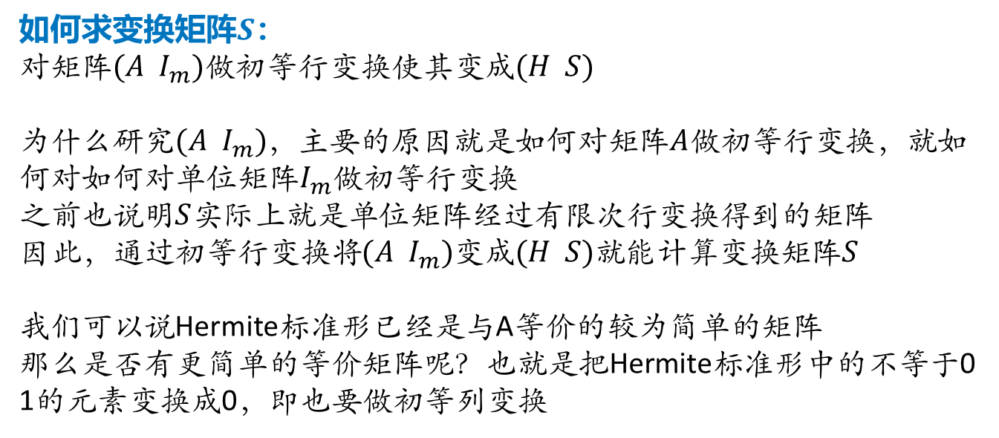 如何求变换矩阵S：
对矩阵(A I_m)做初等行变换使其变成(H S)
为什么研究(A I_m)，主要的原因就是如何对矩阵A做初等行变换，就如
何对如何对单位矩阵I_m做初等行变换
之前也说明S实际上就是单位矩阵经过有限次行变换得到的矩阵
因此，通过初等行变换将(A I_m)变成(H S)就能计算变换矩阵S
我们可以说Hermite标准形已经是与A等价的较为简单的矩阵
那么是否有更简单的等价矩阵呢？也就是把Hermite标准形中的不等于0
1的元素变换成0，即也要做初等列变换